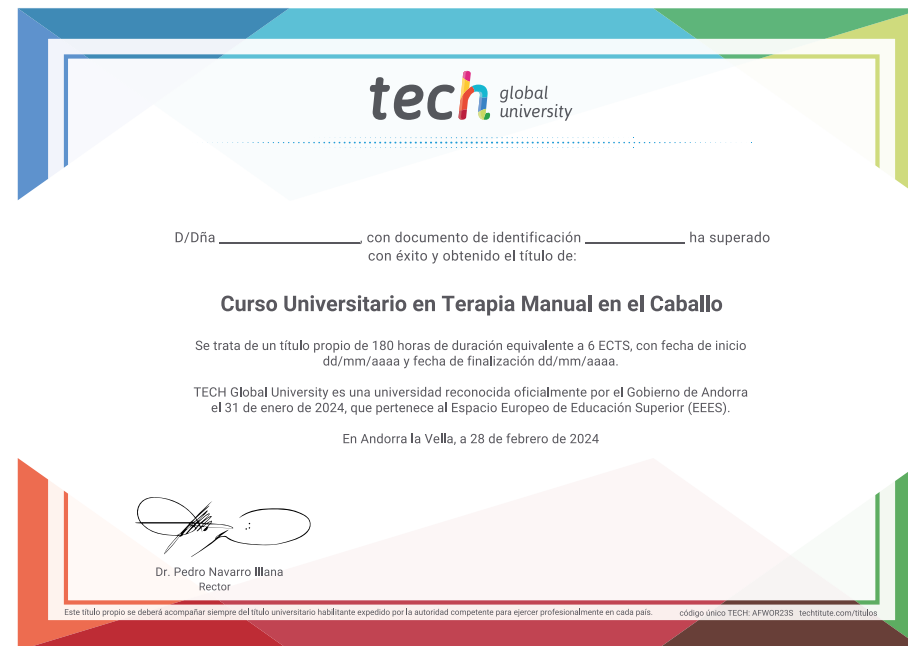 tech global university
D/Dña ________________, con documento de identificación ____________ ha superado
con éxito y obtenido el título de:
Curso Universitario en Terapia Manual en el Caballo
Se trata de un título propio de 180 horas de duración equivalente a 6 ECTS, con fecha de inicio
dd/mm/aaaa y fecha de finalización dd/mm/aaaa.
TECH Global University es una universidad reconocida oficialmente por el Gobierno de Andorra
el 31 de enero de 2024, que pertenece al Espacio Europeo de Educación Superior (EEES).
En Andorra la Vella, a 28 de febrero de 2024
Dr. Pedro Navarro Illana
Rector
Este título propio se deberá acompañar siempre del título universitario habilitante expedido por la autoridad competente para ejercer profesionalmente en cada país. código único TECH: AFWOR23S techtitute.com/titulos